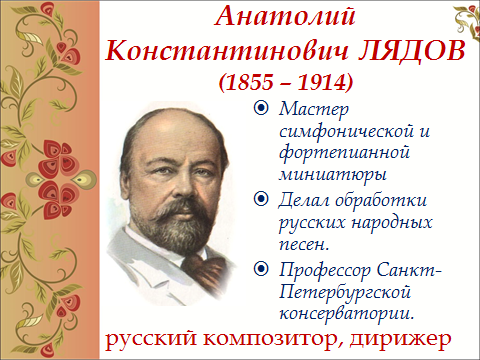 Анатолий
Константинович ЛЯДОВ
(1855 – 1914)
Мастер
симфонической и
фортепианной
миниатюры
Делал обработки
русских народных
песен.
Профессор Санкт-
Петербургской
консерватории.
русский композитор, дирижер